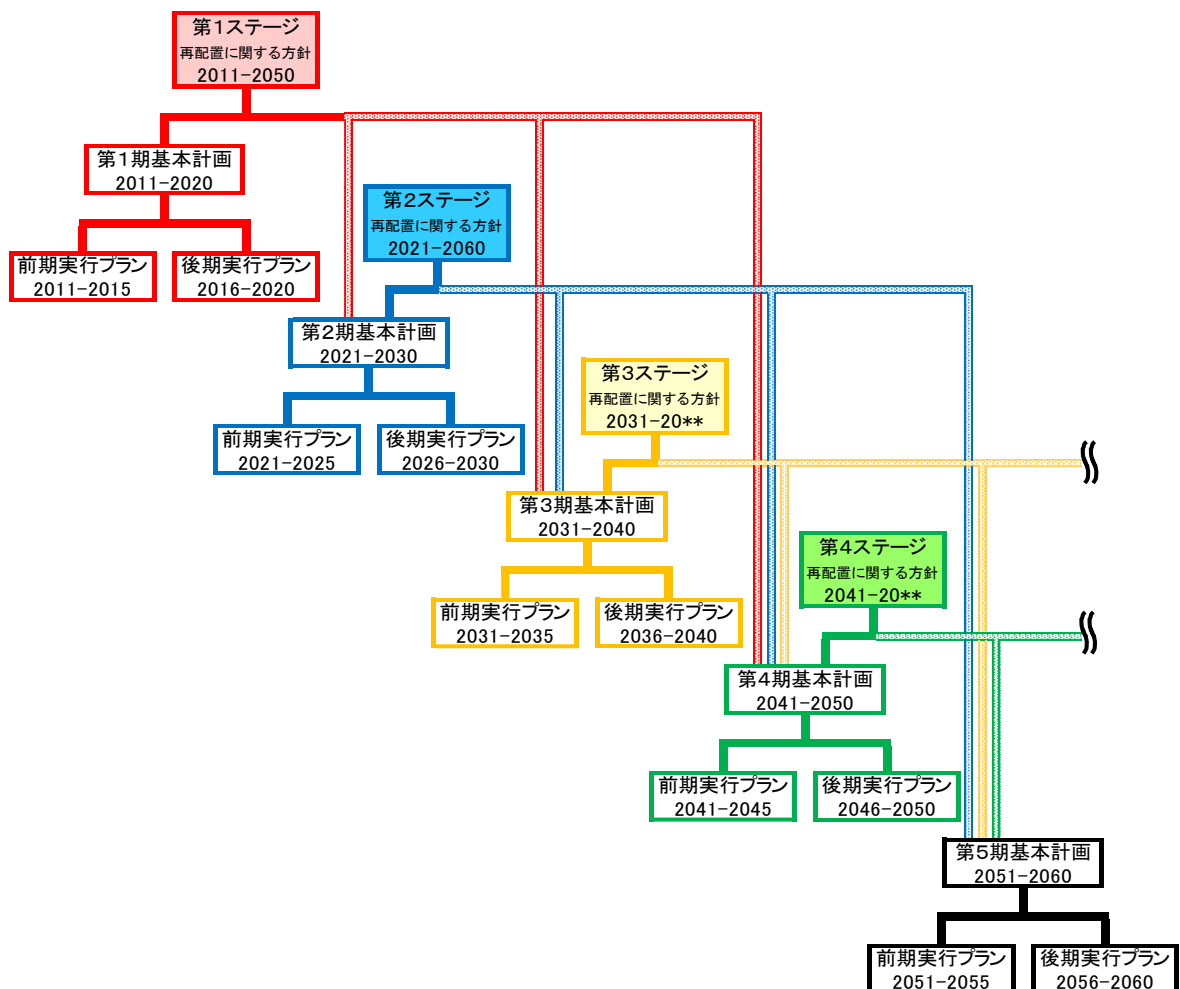 第１ステージ
再配置に関する方針
2011-2050
第１期基本計画
2011-2020
前期実行プラン
2011-2015
後期実行プラン
2016-2020
第２ステージ
再配置に関する方針
2021-2060
第２期基本計画
2021-2030
前期実行プラン
2021-2025
後期実行プラン
2026-2030
第３ステージ
再配置に関する方針
2031-20**
第３期基本計画
2031-2040
前期実行プラン
2031-2035
後期実行プラン
2036-2040
第４ステージ
再配置に関する方針
2041-20**
第４期基本計画
2041-2050
前期実行プラン
2041-2045
後期実行プラン
2046-2050
第５期基本計画
2051-2060
前期実行プラン
2051-2055
後期実行プラン
2056-2060